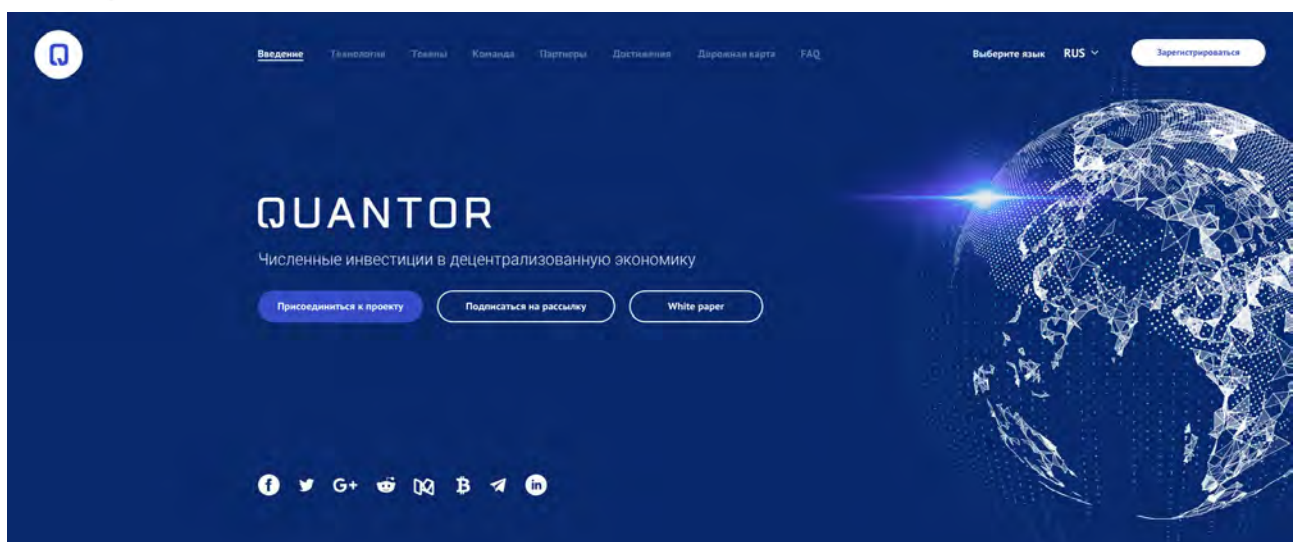 Введение Технология Токены Команда Партнеры Достижения Дорожная карта FAQ Выберите язык RUS Зарегистрироваться
QUANTOR
Численные инвестиции в децентрализованную экономику
Присоединиться к проекту Подписаться на рассылку White paper